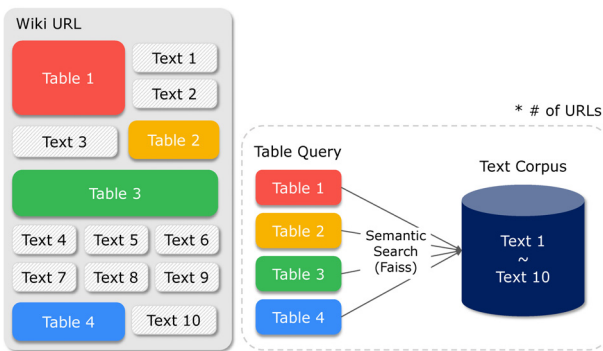 Wiki URL
Table 1
Text 1
Text 2
Text 3
Table 2
Table 3
Text 4 Text 5 Text 6
Text 7 Text 8 Text 9
Table 4
Text 10
* # of URLs
Table Query
Table 1
Table 2
Table 3
Table 4
Semantic
Search
(Faiss)
Text Corpus
Text 1
~
Text 10